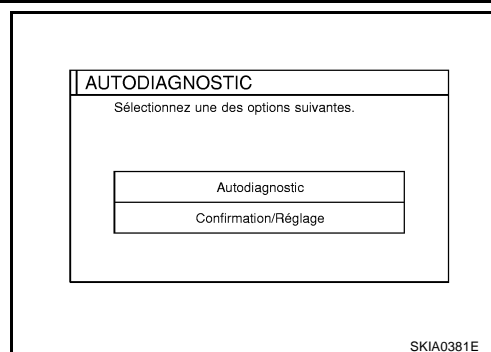 AUTODIAGNOSTIC
Sélectionnez une des options suivantes.
Autodiagnostic
Confirmation/Réglage
SKIA0381E